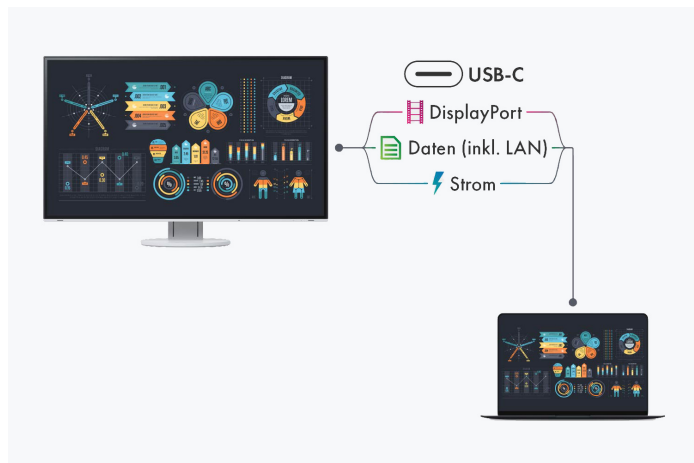 USB-C
DisplayPort
Daten (inkl. LAN)
Strom